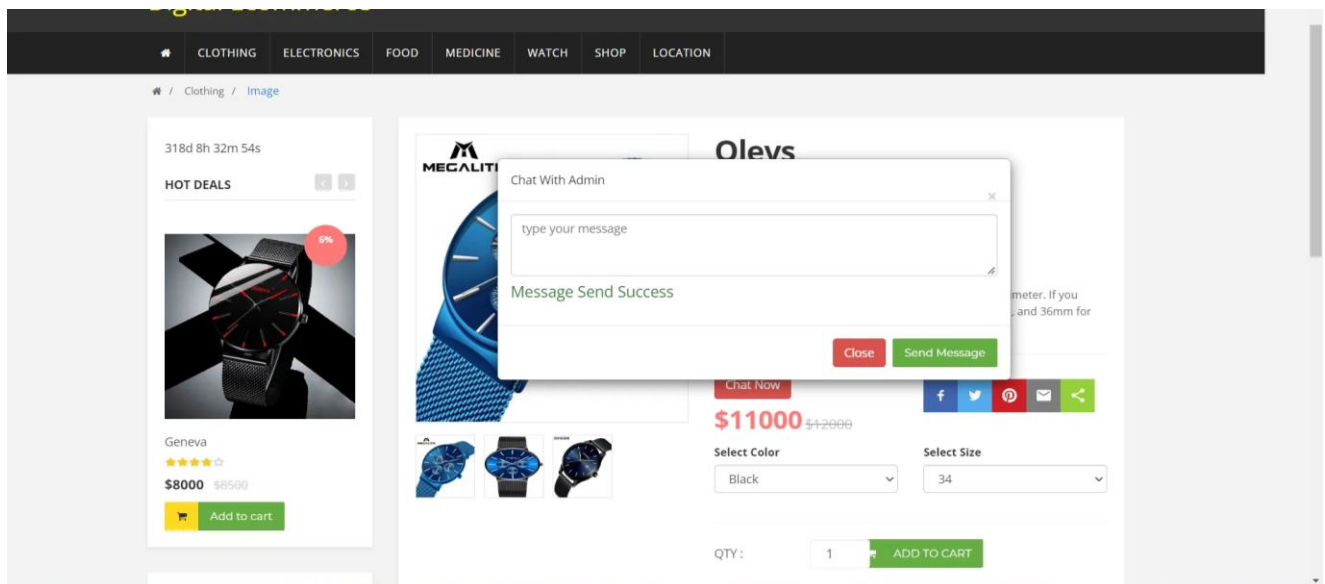 Digital Ecommerce
CLOTHING ELECTRONICS FOOD MEDICINE WATCH SHOP LOCATION
/ Clothing / Image
318d 8h 32m 54s
HOT DEALS
6%
Geneva
$8000 $8500
Add to cart
MEGALITH
Olevs
Chat With Admin
×
type your message
Message Send Success
Close Send Message
meter. If you
, and 36mm for
Chat Now
$11000 $12000
Select Color Select Size
Black 34
QTY : 1 ADD TO CART